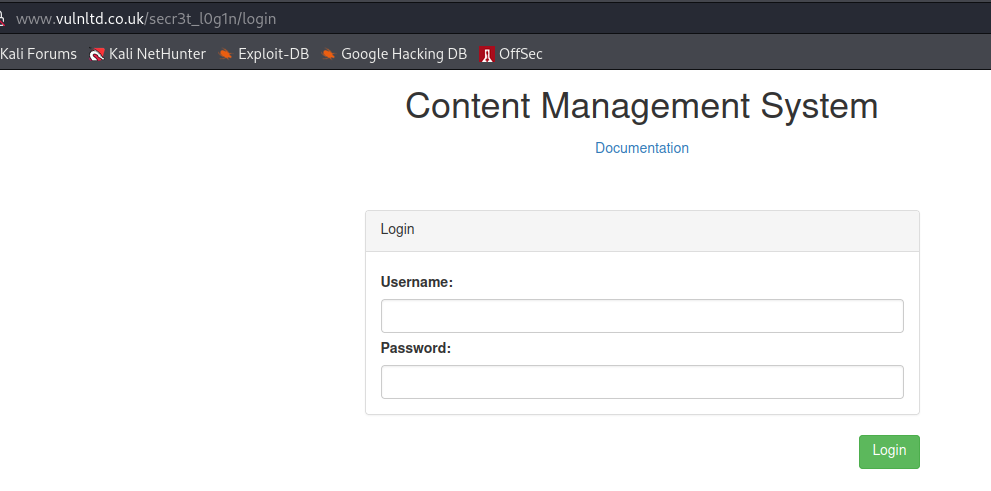 www.vulnltd.co.uk/secr3t_l0g1n/login
Kali Forums Kali NetHunter Exploit-DB Google Hacking DB OffSec
Content Management System
Documentation
Login
Username:
Password:
Login